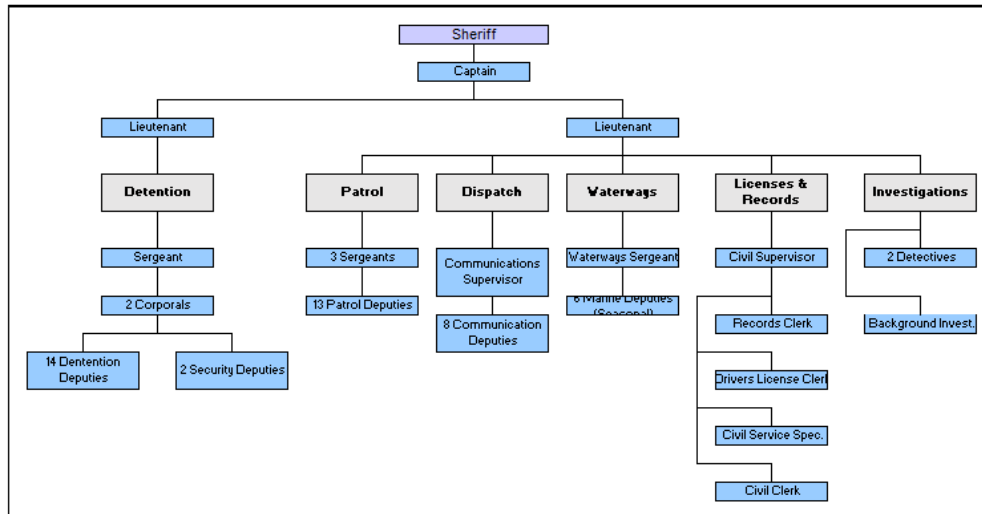 Sheriff
Captain
Lieutenant
Lieutenant
Detention
Patrol
Dispatch
Waterways
Licenses &
Records
Investigations
Sergeant
3 Sergeants
Communications
Supervisor
Waterways Sergeant
Civil Supervisor
2 Detectives
2 Corporals
13 Patrol Deputies
8 Communication
Deputies
6 Marine Deputies
(Seasonal)
Records Clerk
Background Invest.
14 Dentention
Deputies
2 Security Deputies
Drivers License Clerk
Civil Service Spec.
Civil Clerk